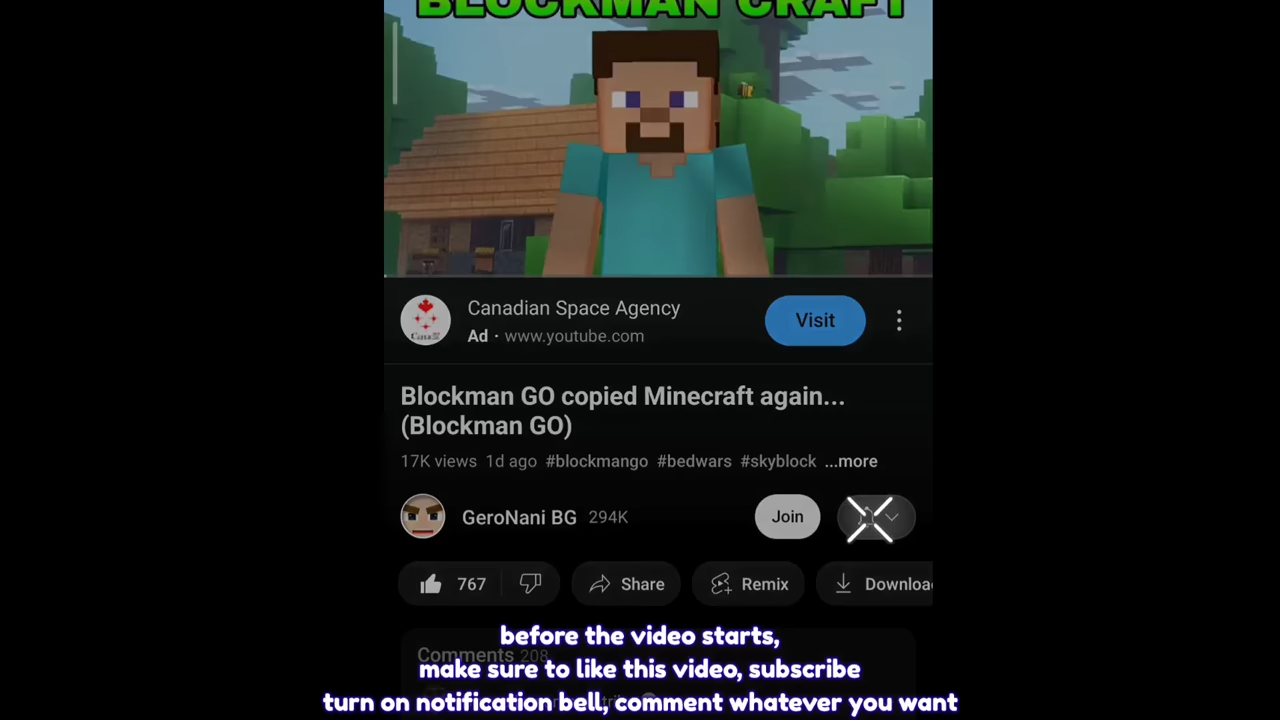 BLOCKMAN CRAFT
Canadian Space Agency
Visit
Ad · www.youtube.com
Blockman GO copied Minecraft again...
(Blockman GO)
17K views 1d ago #blockmango #bedwars #skyblock ...more
GeroNani BG 294K
Join
767
Share
Remix
Downloa
before the video starts,
Comments 208
make sure to like this video, subscribe
turn on notification bell, comment whatever you want